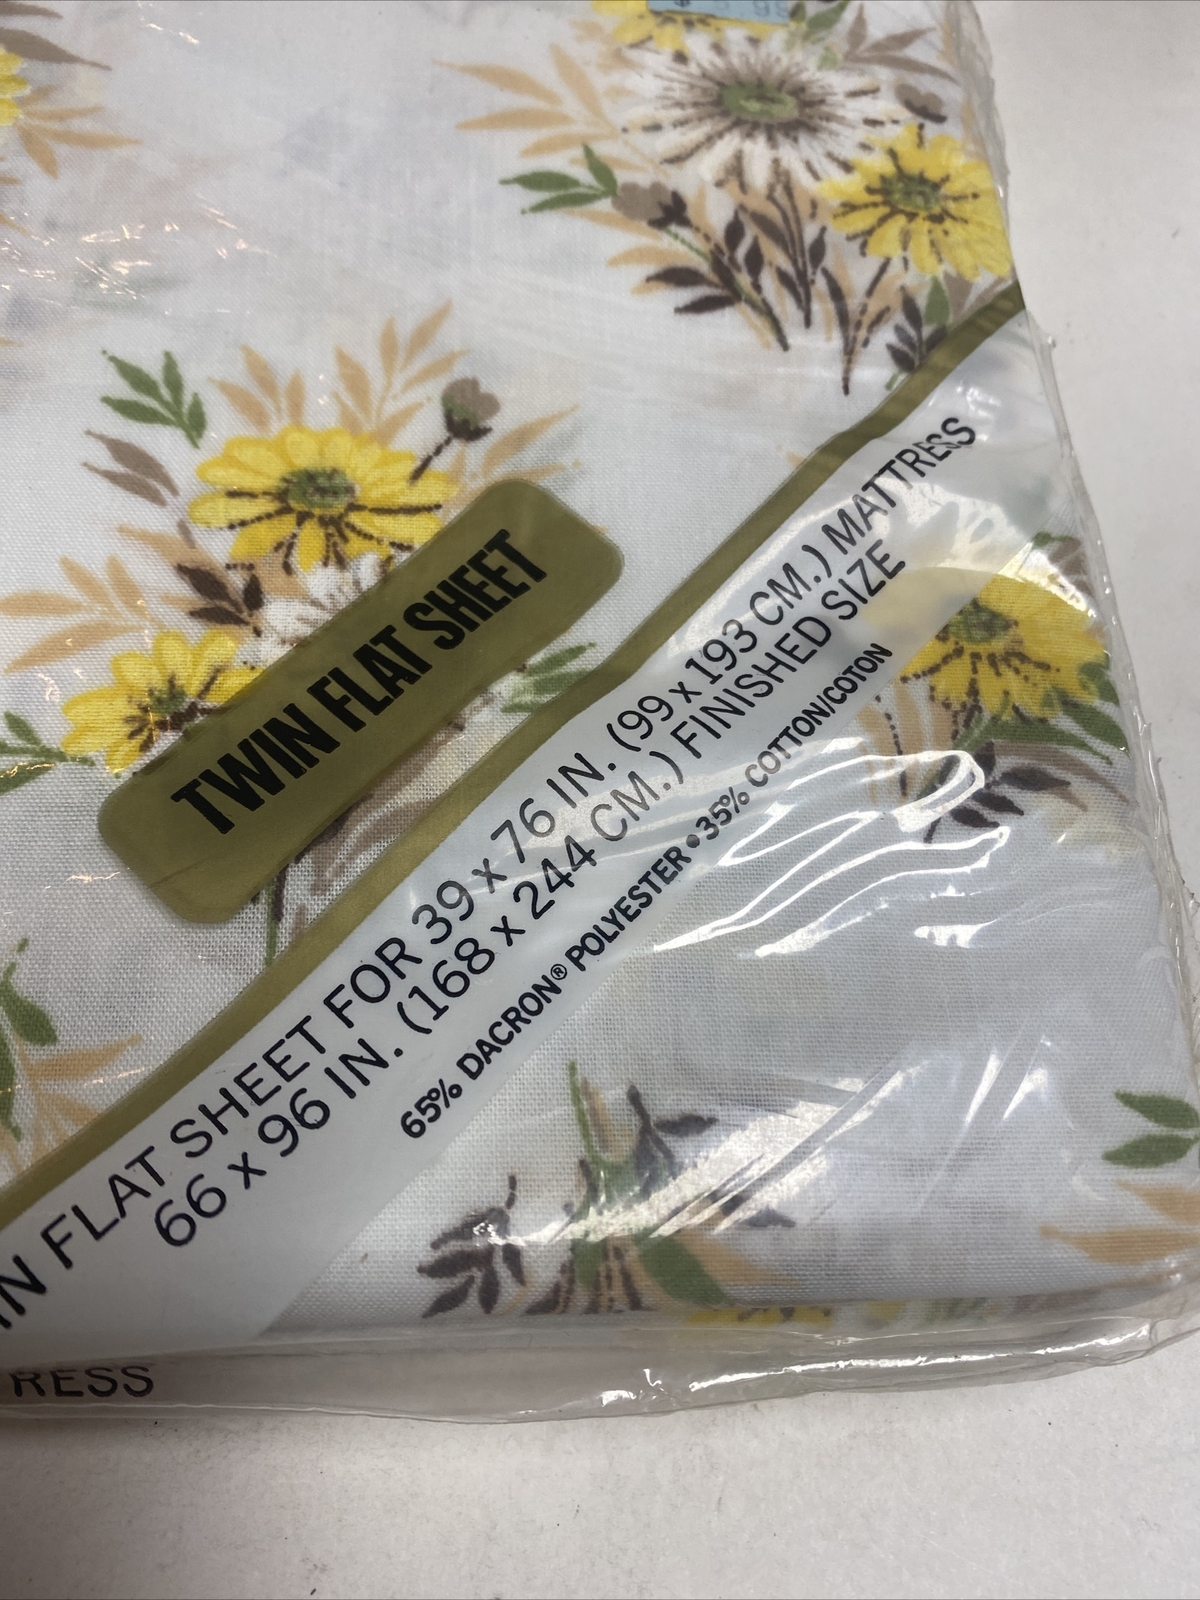 TWIN FLAT SHEET
FLAT SHEET FOR 39 x 76 IN. (99 x 193 CM.) MATTRESS
66 x 96 IN. (168 x 244 CM.) FINISHED SIZE
65% DACRON® POLYESTER • 35% COTTON/COTON
RESS